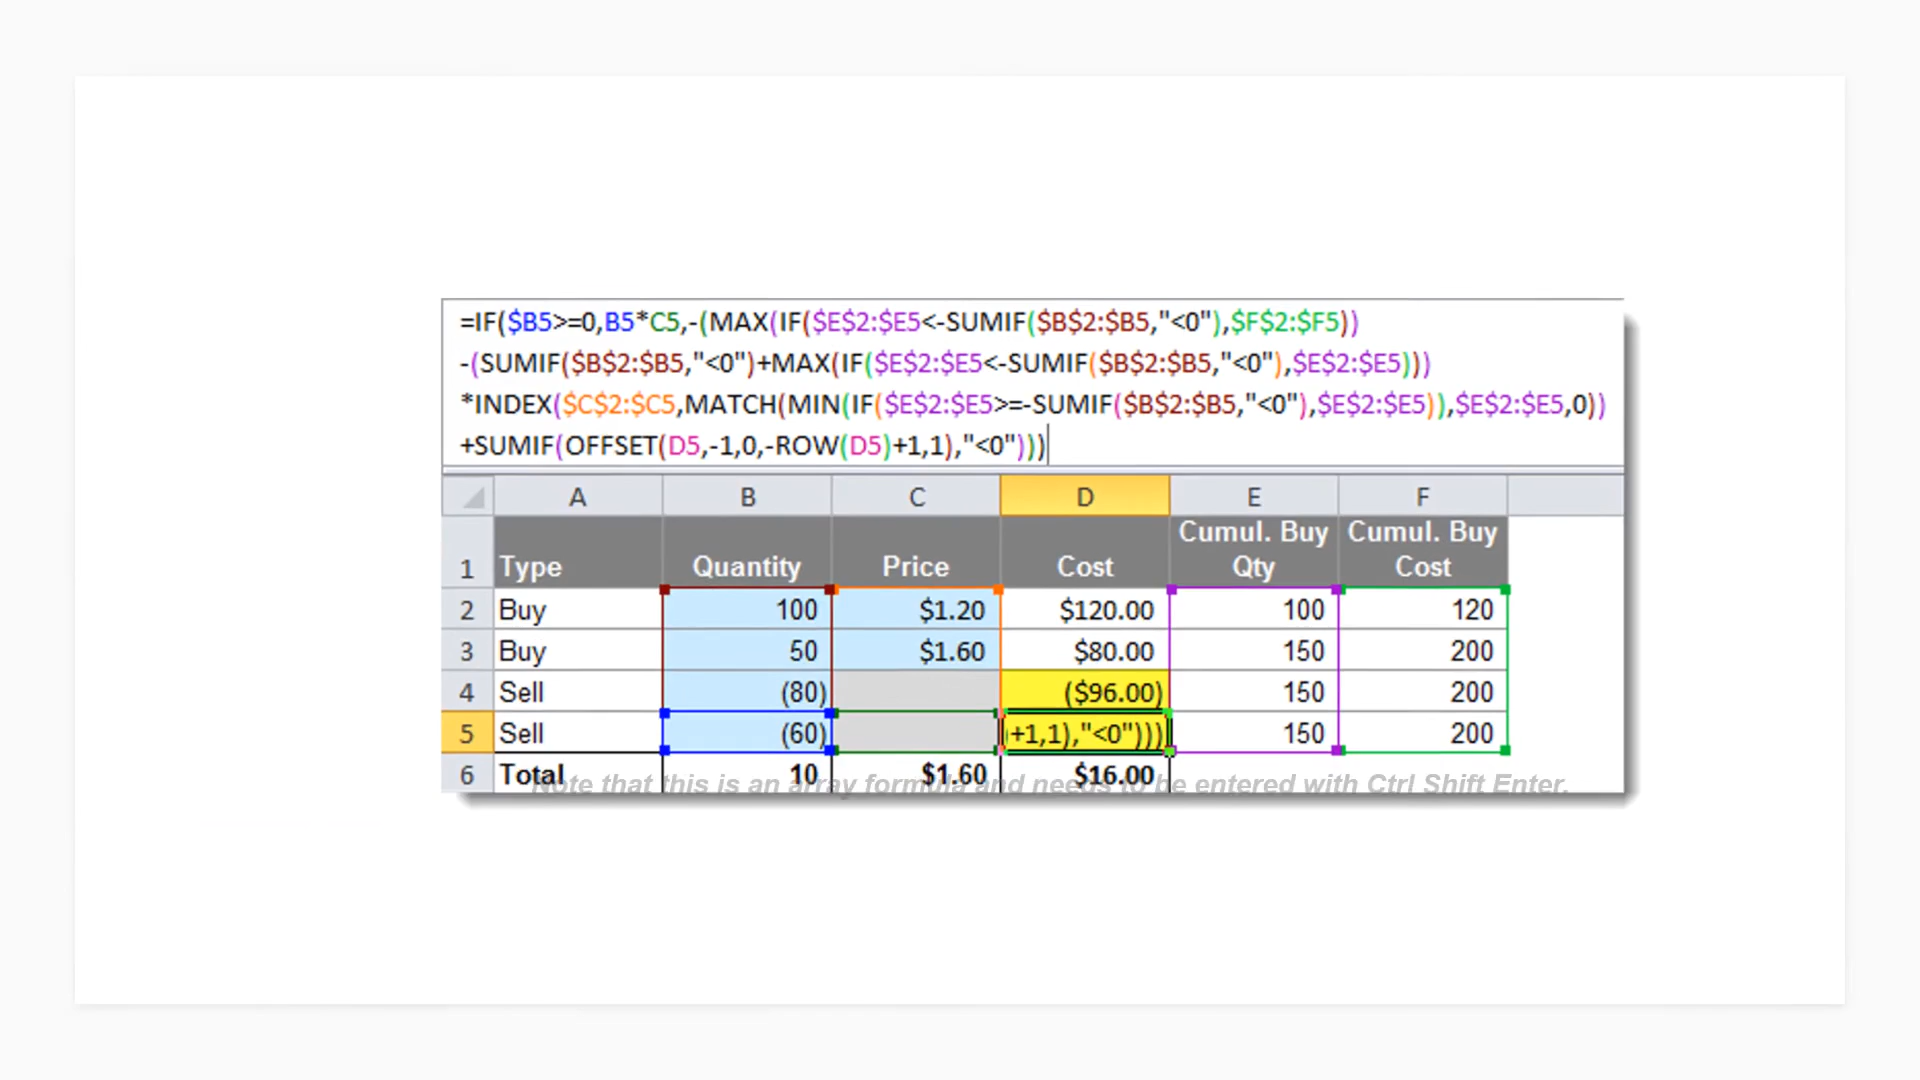 =IF($B5>=0,B5*C5,-(MAX(IF($E$2:$E5<-SUMIF($B$2:$B5,"<0"),$F$2:$F5))
-(SUMIF($B$2:$B5,"<0")+MAX(IF($E$2:$E5<-SUMIF($B$2:$B5,"<0"),$E$2:$E5)))
*INDEX($C$2:$C5,MATCH(MIN(IF($E$2:$E5>=-SUMIF($B$2:$B5,"<0"),$E$2:$E5)),$E$2:$E5,0))
+SUMIF(OFFSET(D5,-1,0,-ROW(D5)+1,1),"<0")))
A B C D E F
1 Type Quantity Price Cost Cumul. Buy Qty Cumul. Buy Cost
2 Buy 100 $1.20 $120.00 100 120
3 Buy 50 $1.60 $80.00 150 200
4 Sell (80) ($96.00) 150 200
5 Sell (60) +1,1),"<0"))) 150 200
6 Total 10 $1.60 $16.00
Note that this is an array formula and needs to be entered with Ctrl Shift Enter.